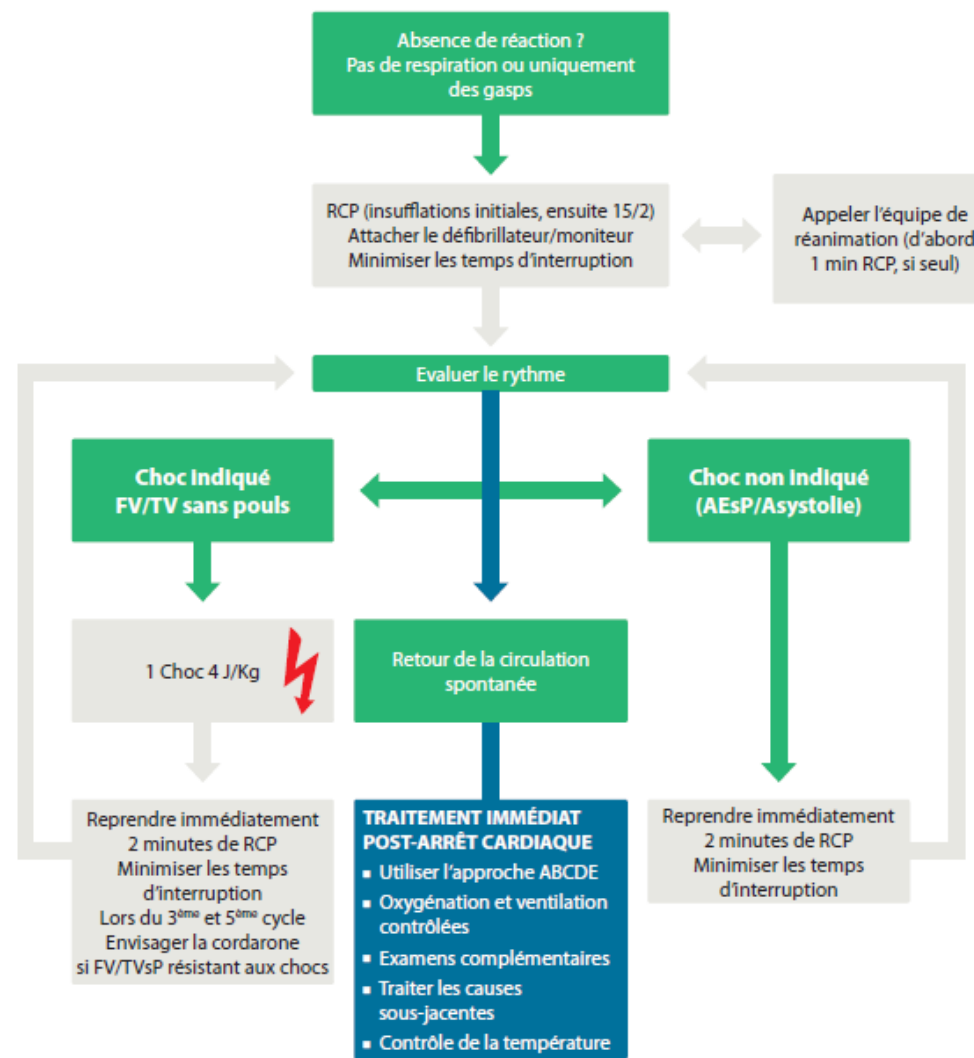 Absence de réaction ?
Pas de respiration ou uniquement
des gasps
RCP (insufflations initiales, ensuite 15/2)
Attacher le défibrillateur/moniteur
Minimiser les temps d'interruption
Appeler l'équipe de
réanimation (d'abord
1 min RCP, si seul)
Evaluer le rythme
Choc indiqué
FV/TV sans pouls
Choc non indiqué
(AEsP/Asystolie)
1 Choc 4 J/Kg
Retour de la circulation
spontanée
Reprendre immédiatement
2 minutes de RCP
Minimiser les temps
d'interruption
Lors du 3ème et 5ème cycle
Envisager la cordarone
si FV/TVsP résistant aux chocs
TRAITEMENT IMMÉDIAT
POST-ARRÊT CARDIAQUE
▪ Utiliser l'approche ABCDE
▪ Oxygénation et ventilation
contrôlées
▪ Examens complémentaires
▪ Traiter les causes
sous-jacentes
▪ Contrôle de la température
Reprendre immédiatement
2 minutes de RCP
Minimiser les temps
d'interruption